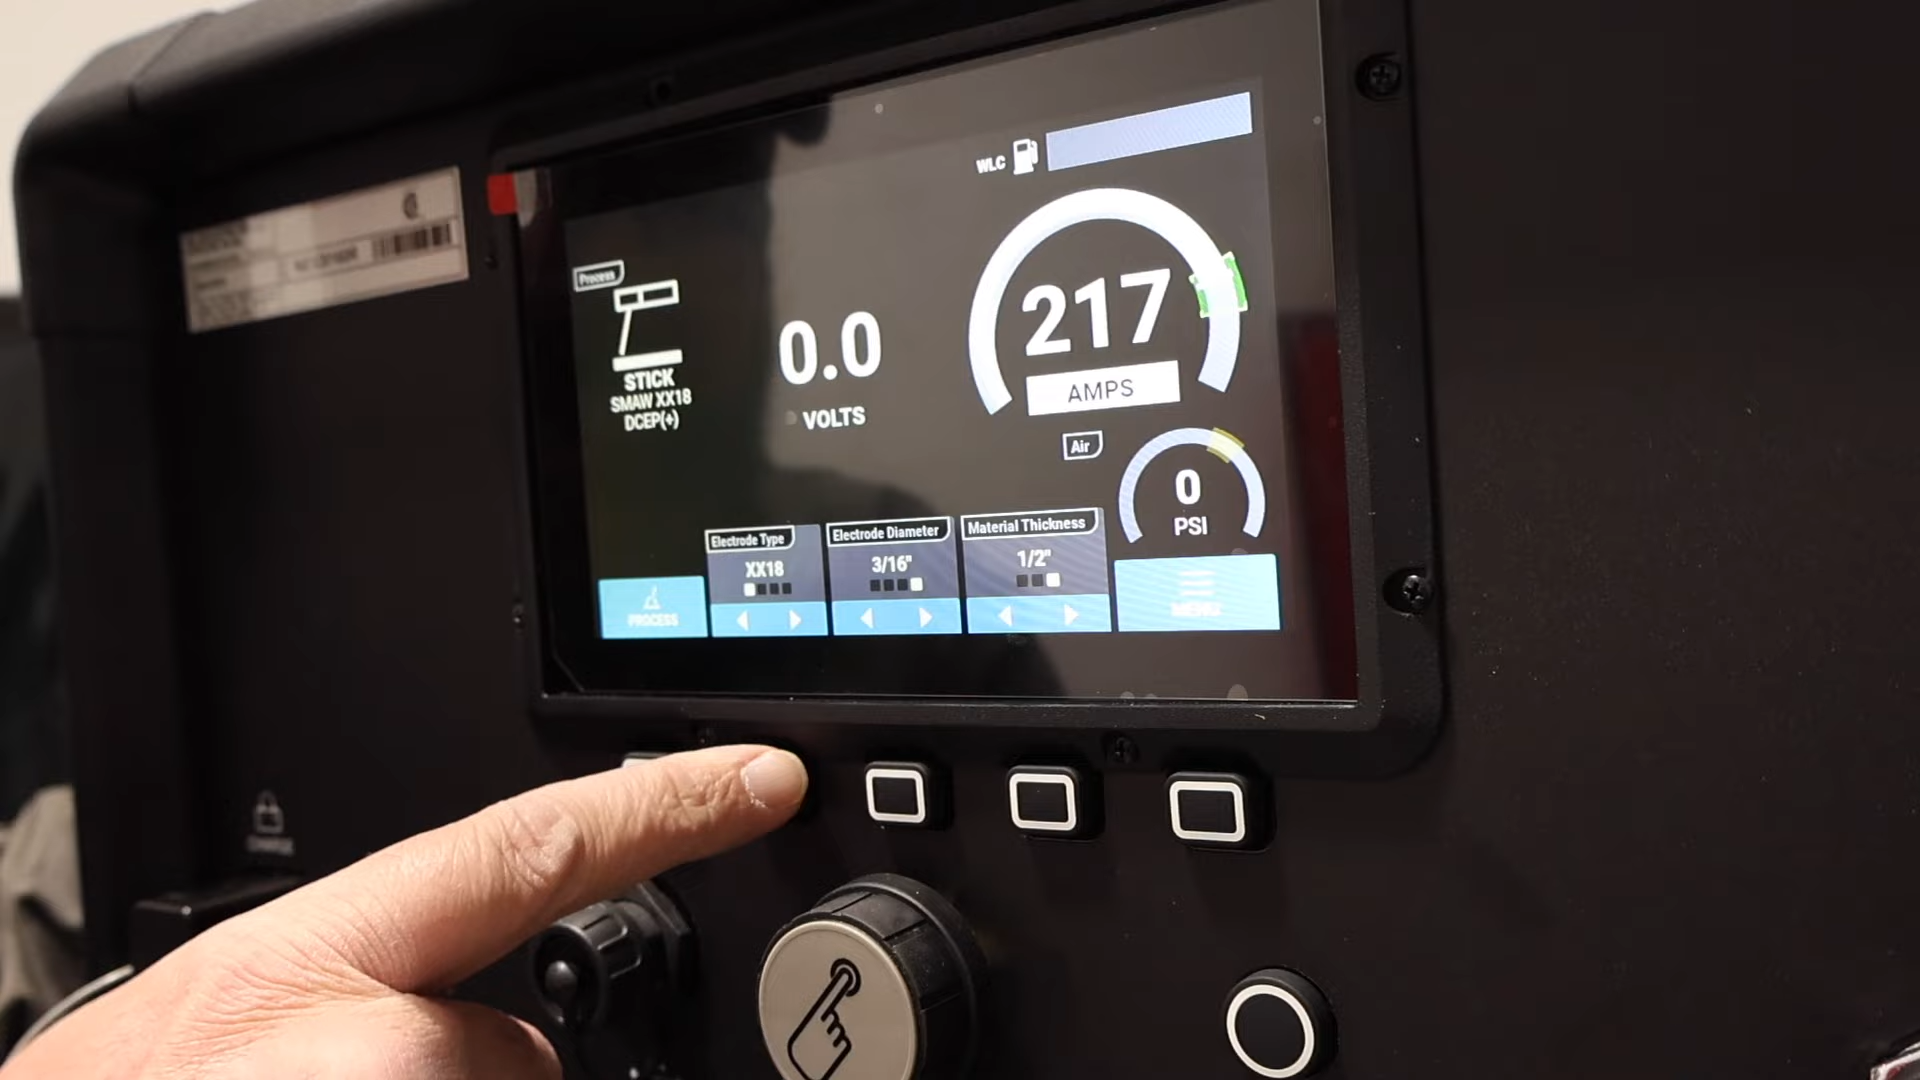 WLC
Process
STICK
SMAW XX18
DCEP(+)
0.0
VOLTS
217
AMPS
Air
0
PSI
Electrode Type
XX18
Electrode Diameter
3/16"
Material Thickness
1/2"
PROCESS
MENU
CHARGE